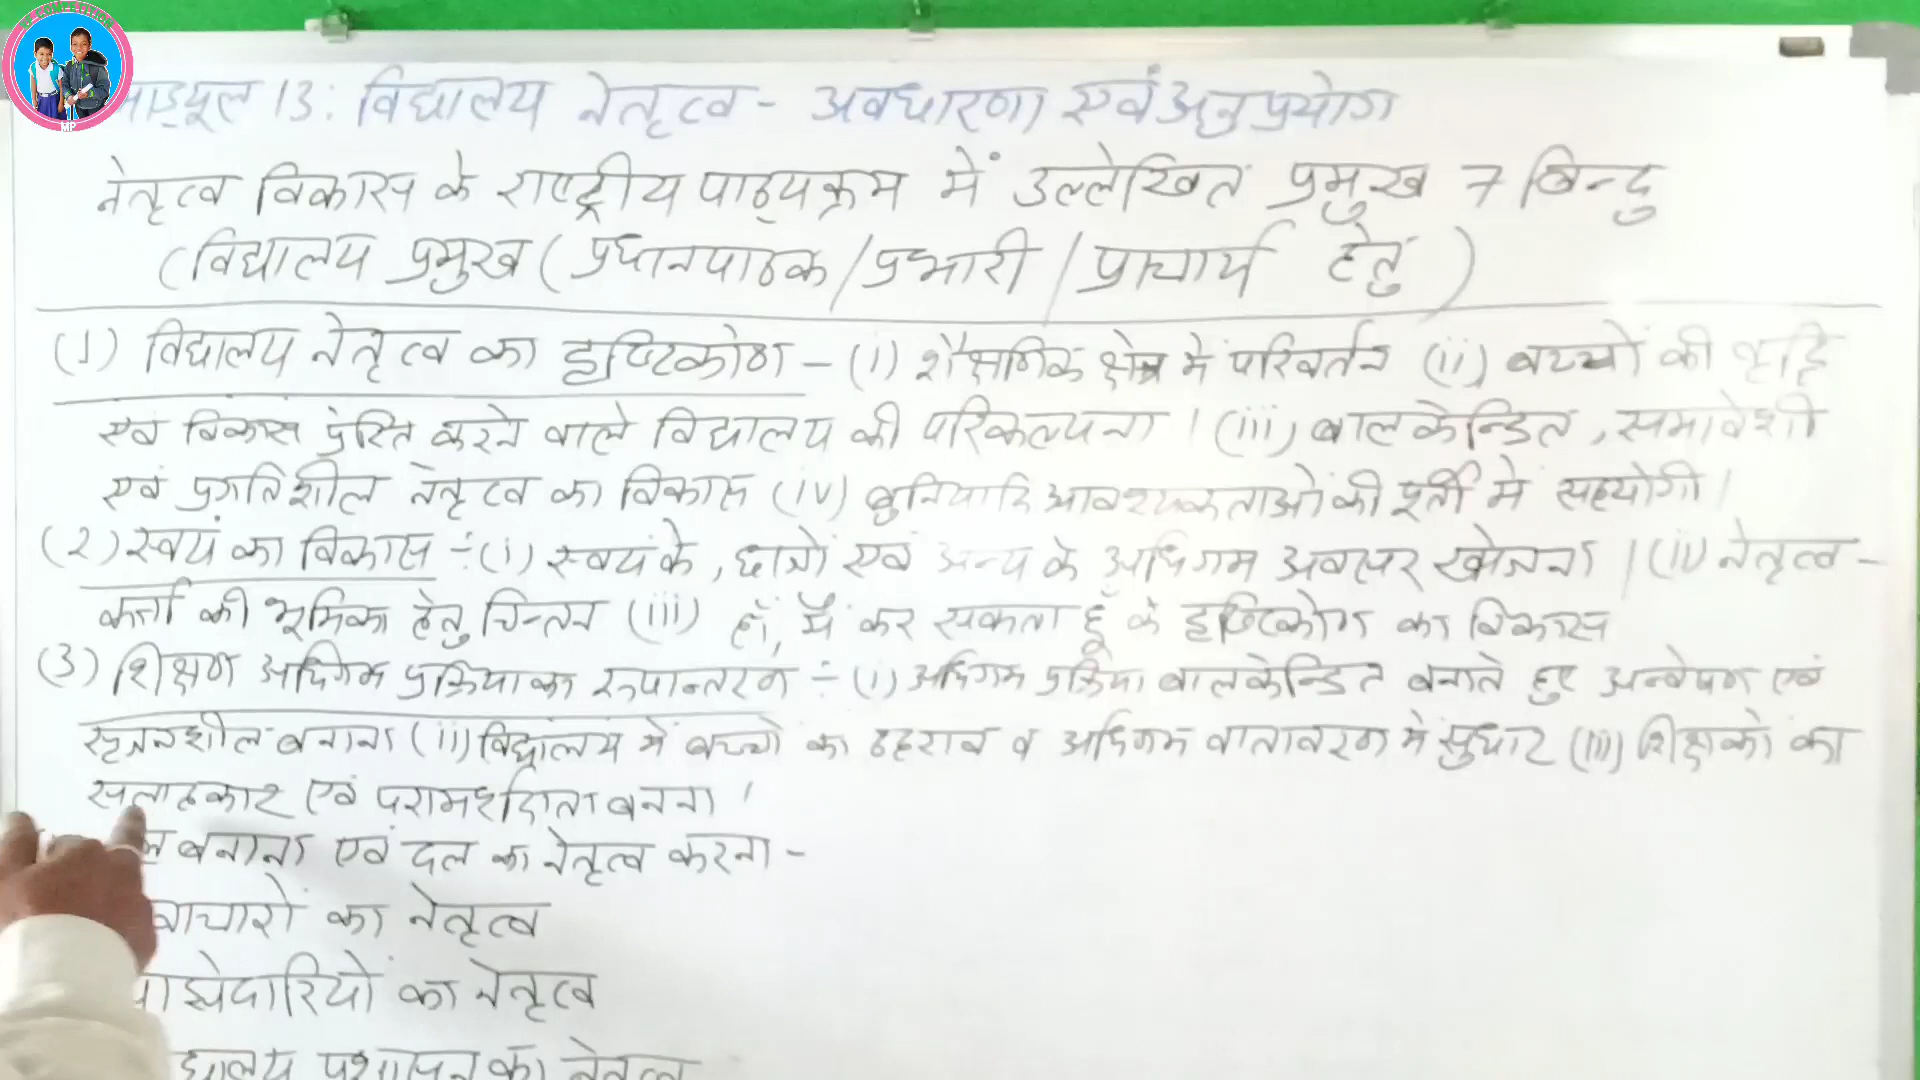 माड्यूल 13: विद्यालय नेतृत्व - अवधारणा एवं अनुप्रयोग
नेतृत्व विकास के राष्ट्रीय पाठ्यक्रम में उल्लेखित प्रमुख 7 बिन्दु
(विद्यालय प्रमुख (प्रधानपाठक/प्रभारी/प्राचार्य हेतु)
(1) विद्यालय नेतृत्व का दृष्टिकोण - (i) शैक्षणिक क्षेत्र में परिवर्तन (ii) बच्चों की वृद्धि
एवं विकास प्रेरित करने वाले विद्यालय की परिकल्पना। (iii) बालकेन्द्रित, समावेशी
एवं प्रगतिशील नेतृत्व का विकास (iv) बुनियादि आवश्यकताओं की पूर्ती में सहयोगी।
(2) स्वयं का विकास ÷ (i) स्वयं के, छात्रों एवं अन्य के अधिगम अवसर खोजना। (ii) नेतृत्व-
कर्त्ता की भूमिका हेतु चिन्तन (iii) हाँ, मैं कर सकता हूँ के दृष्टिकोण का विकास
(3) शिक्षण अधिगम प्रक्रिया का रूपान्तरण ÷ (i) अधिगम प्रक्रिया बालकेन्द्रित बनाते हुए अन्वेषण एवं
सृजनशील बनाना (ii) विद्यालय में बच्चों का ठहराव व अधिगम वातावरण में सुधार (iii) शिक्षकों का
सलाहकार एवं परामर्शदाता बनना।
ल बनाना एवं दल का नेतृत्व करना -
वाचारों का नेतृत्व
साझेदारियों का नेतृत्व
द्यालय प्रशासन का नेतृत्व
MP